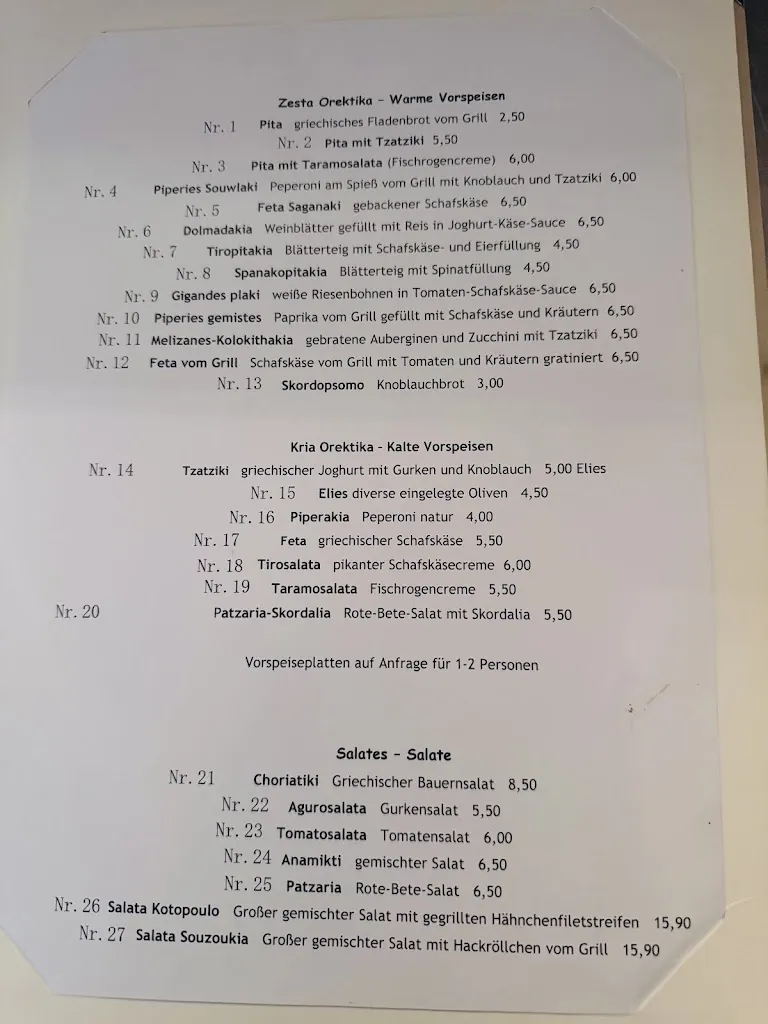 Zesta Orektika - Warme Vorspeisen
Nr. 1 Pita griechisches Fladenbrot vom Grill 2,50
Nr. 2 Pita mit Tzatziki 5,50
Nr. 3 Pita mit Taramosalata (Fischrogencreme) 6,00
Nr. 4 Piperies Souwlaki Peperoni am Spieß vom Grill mit Knoblauch und Tzatziki 6,00
Nr. 5 Feta Saganaki gebackener Schafskäse 6,50
Nr. 6 Dolmadakia Weinblätter gefüllt mit Reis in Joghurt-Käse-Sauce 6,50
Nr. 7 Tiropitakia Blätterteig mit Schafskäse- und Eierfüllung 4,50
Nr. 8 Spanakopitakia Blätterteig mit Spinatfüllung 4,50
Nr. 9 Gigandes plaki weiße Riesenbohnen in Tomaten-Schafskäse-Sauce 6,50
Nr. 10 Piperies gemistes Paprika vom Grill gefüllt mit Schafskäse und Kräutern 6,50
Nr. 11 Melizanes-Kolokithakia gebratene Auberginen und Zucchini mit Tzatziki 6,50
Nr. 12 Feta vom Grill Schafskäse vom Grill mit Tomaten und Kräutern gratiniert 6,50
Nr. 13 Skordopsomo Knoblauchbrot 3,00
Kria Orektika - Kalte Vorspeisen
Nr. 14 Tzatziki griechischer Joghurt mit Gurken und Knoblauch 5,00 Elies
Nr. 15 Elies diverse eingelegte Oliven 4,50
Nr. 16 Piperakia Peperoni natur 4,00
Nr. 17 Feta griechischer Schafskäse 5,50
Nr. 18 Tirosalata pikanter Schafskäsecreme 6,00
Nr. 19 Taramosalata Fischrogencreme 5,50
Nr. 20 Patzaria-Skordalia Rote-Bete-Salat mit Skordalia 5,50
Vorspeiseplatten auf Anfrage für 1-2 Personen
Salates - Salate
Nr. 21 Choriatiki Griechischer Bauernsalat 8,50
Nr. 22 Agurosalata Gurkensalat 5,50
Nr. 23 Tomatosalata Tomatensalat 6,00
Nr. 24 Anamikti gemischter Salat 6,50
Nr. 25 Patzaria Rote-Bete-Salat 6,50
Nr. 26 Salata Kotopoulo Großer gemischter Salat mit gegrillten Hähnchenfiletstreifen 15,90
Nr. 27 Salata Souzoukia Großer gemischter Salat mit Hackröllchen vom Grill 15,90